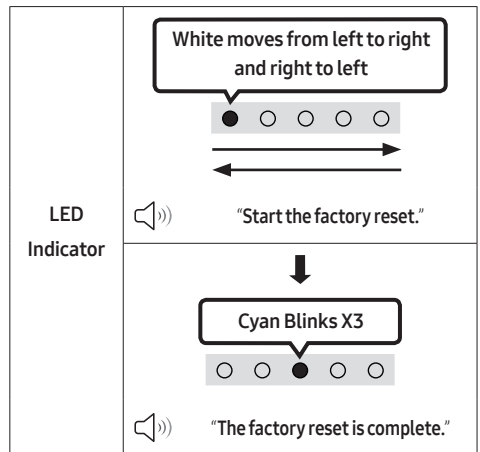 White moves from left to right
and right to left
LED
Indicator
“Start the factory reset.”
Cyan Blinks X3
“The factory reset is complete.”